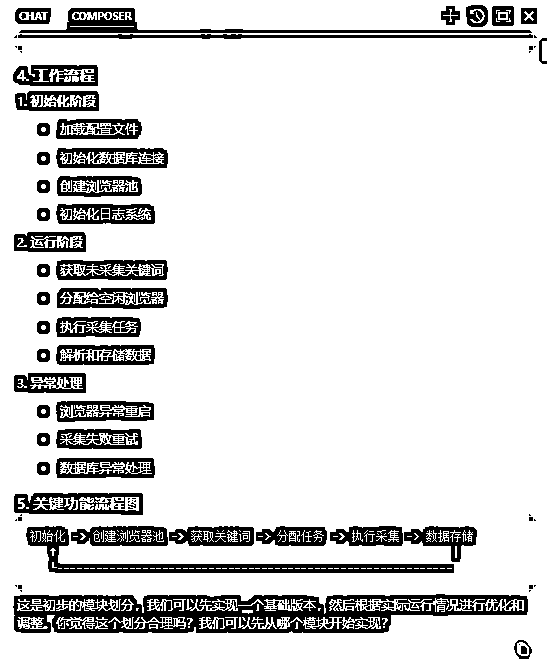 CHAT COMPOSER
4. 工作流程
1. 初始化阶段
加载配置文件
初始化数据库连接
创建浏览器池
初始化日志系统
2. 运行阶段
获取未采集关键词
分配给空闲浏览器
执行采集任务
解析和存储数据
3. 异常处理
浏览器异常重启
采集失败重试
数据库异常处理
5. 关键功能流程图
初始化 -> 创建浏览器池 -> 获取关键词 -> 分配任务 -> 执行采集 -> 数据存储
这是初步的模块划分，我们可以先实现一个基础版本，然后根据实际运行情况进行优化和
调整。你觉得这个划分合理吗？我们可以先从哪个模块开始实现？